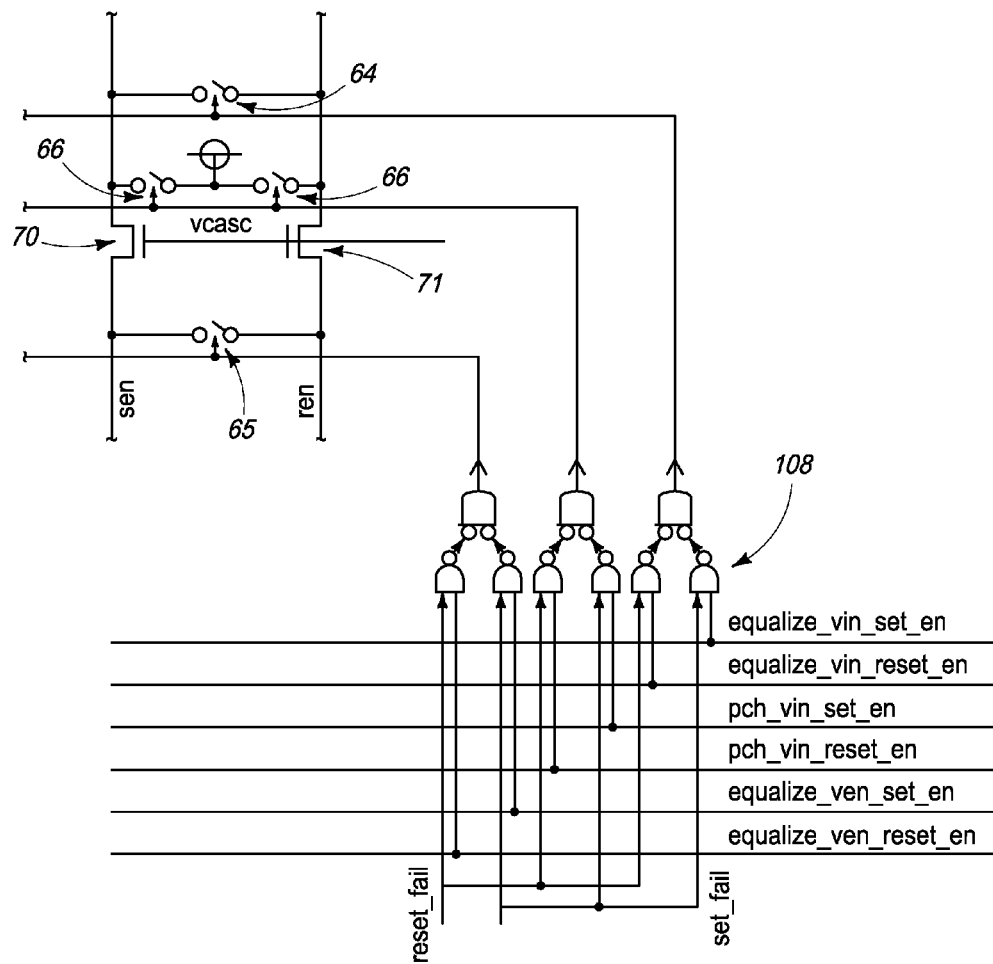 64
66
66
vcasc
70
71
sen
ren
65
108
equalize_vin_set_en
equalize_vin_reset_en
pch_vin_set_en
pch_vin_reset_en
equalize_ven_set_en
equalize_ven_reset_en
reset_fail
set_fail